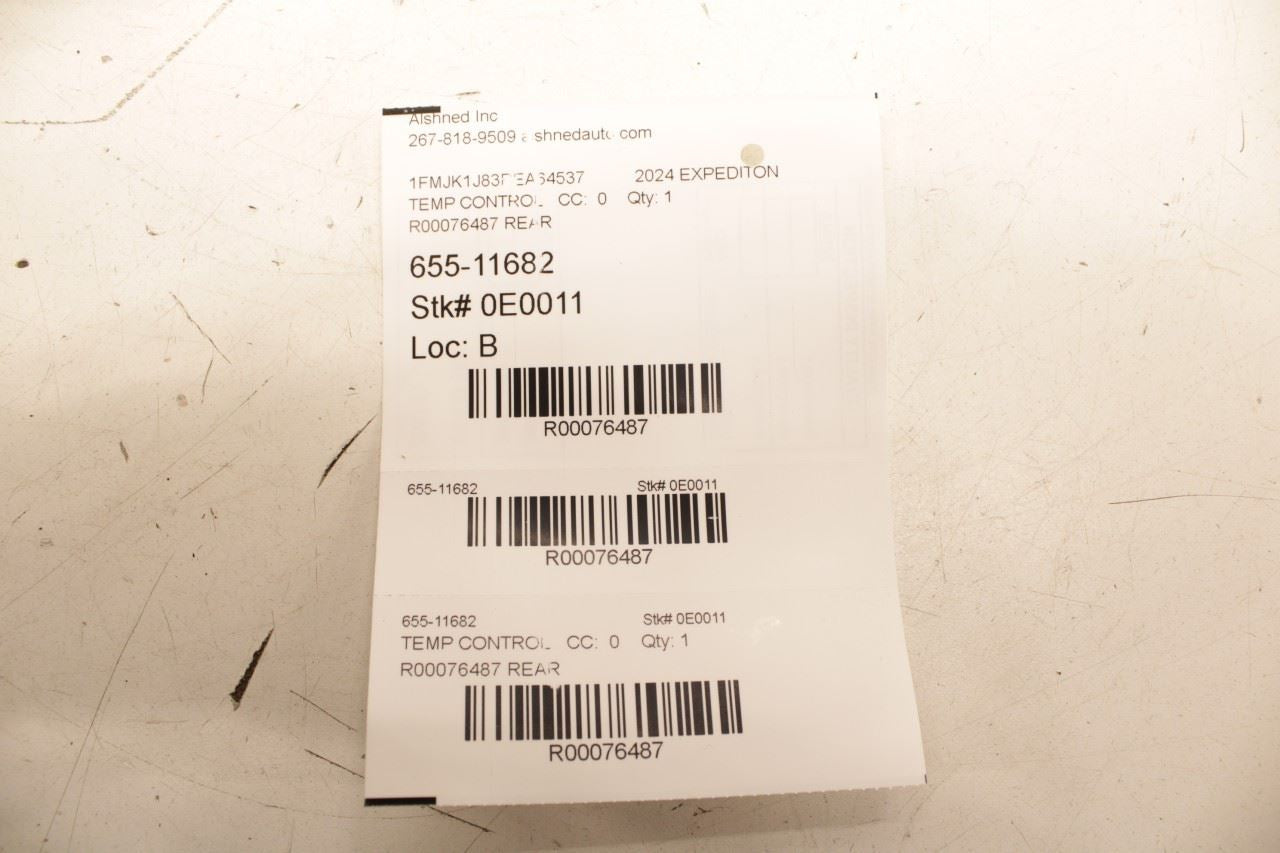 Alshned Inc
267-818-9509 alshnedauto.com
2024 EXPEDITON
TEMP CONTROL CC: 0 Qty: 1
R00076487 REAR
655-11682
Stk# 0E0011
Loc: B
R00076487
655-11682 Stk# 0E0011
R00076487
655-11682 Stk# 0E0011
TEMP CONTROL CC: 0 Qty: 1
R00076487 REAR
R00076487